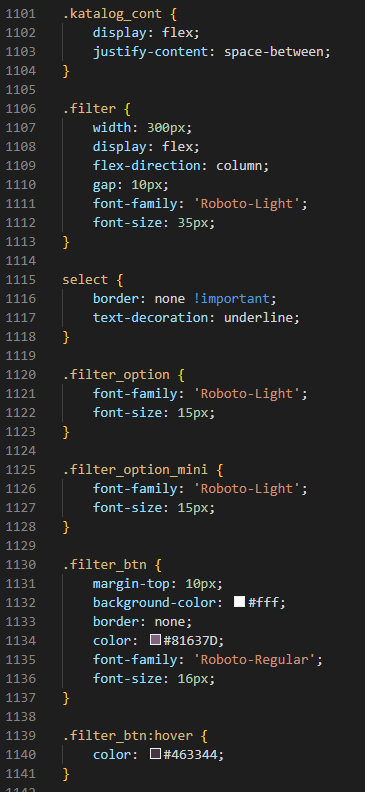 1101 .katalog_cont {
1102     display: flex;
1103     justify-content: space-between;
1104 }
1105
1106 .filter {
1107     width: 300px;
1108     display: flex;
1109     flex-direction: column;
1110     gap: 10px;
1111     font-family: 'Roboto-Light';
1112     font-size: 35px;
1113 }
1114
1115 select {
1116     border: none !important;
1117     text-decoration: underline;
1118 }
1119
1120 .filter_option {
1121     font-family: 'Roboto-Light';
1122     font-size: 15px;
1123 }
1124
1125 .filter_option_mini {
1126     font-family: 'Roboto-Light';
1127     font-size: 15px;
1128 }
1129
1130 .filter_btn {
1131     margin-top: 10px;
1132     background-color: #fff;
1133     border: none;
1134     color: #81637D;
1135     font-family: 'Roboto-Regular';
1136     font-size: 16px;
1137 }
1138
1139 .filter_btn:hover {
1140     color: #463344;
1141 }